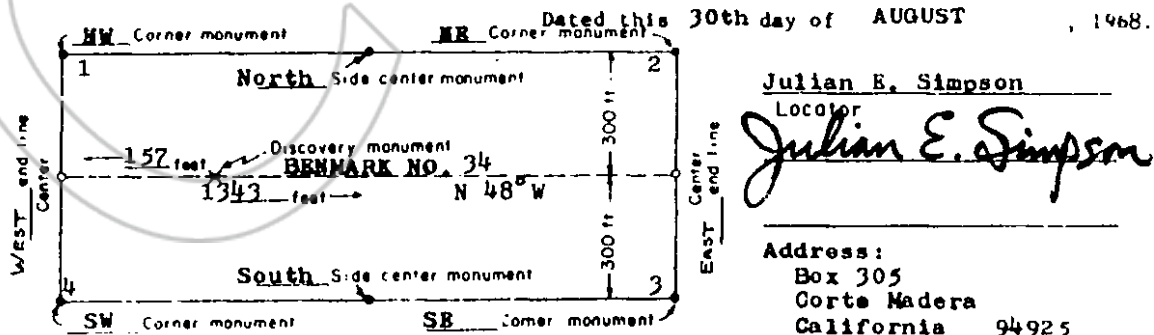 Dated this 30th day of AUGUST , 1968.
NW Corner monument
NE Corner monument
1
2
North Side center monument
300 ft
WEST end line
Center
157 feet
Discovery monument
BENMARK NO. 34
1343 feet
N 48° W
Center
EAST end line
300 ft
South Side center monument
4
3
SW Corner monument
SE Corner monument
Julian E. Simpson
Locator
Julian E. Simpson
Address:
Box 305
Corte Madera
California 94925